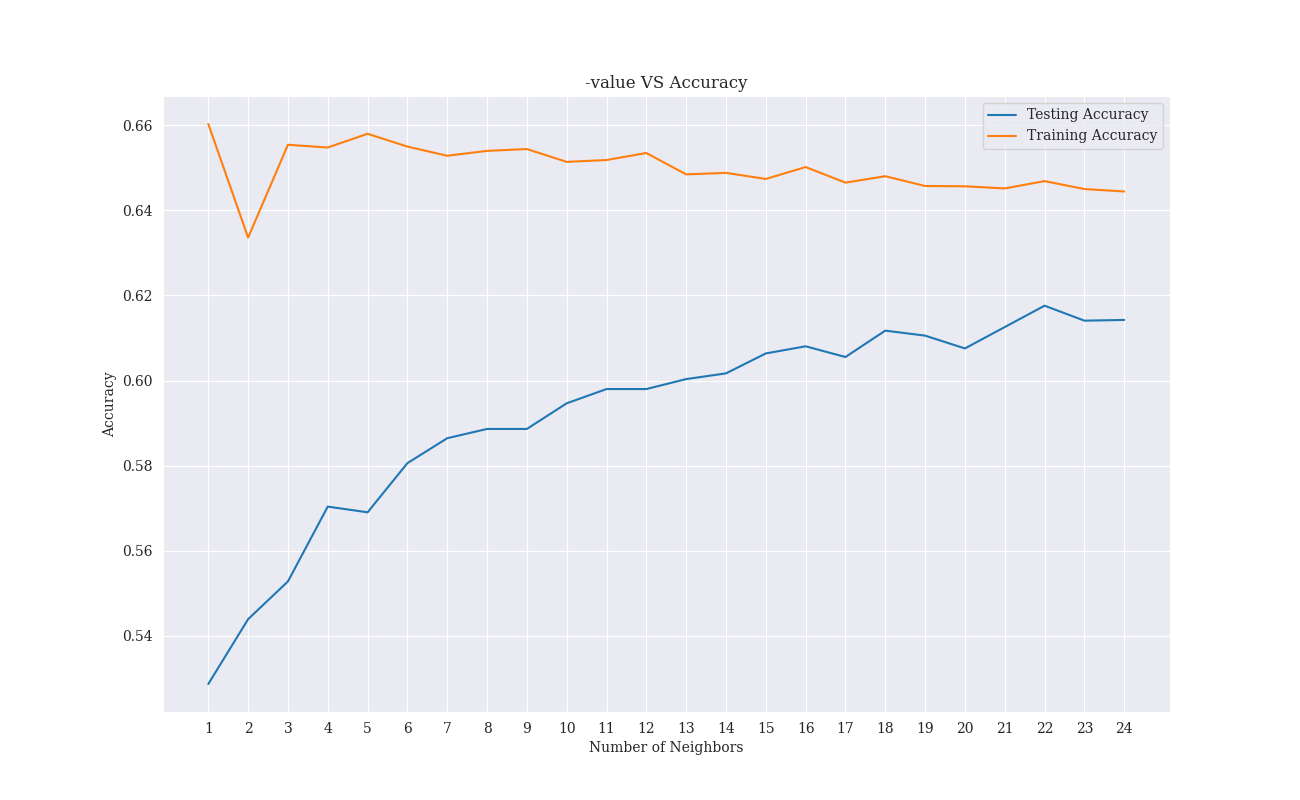 -value VS Accuracy
Testing Accuracy
Training Accuracy
0.66
0.64
0.62
0.60
0.58
0.56
0.54
Accuracy
1 2 3 4 5 6 7 8 9 10 11 12 13 14 15 16 17 18 19 20 21 22 23 24
Number of Neighbors